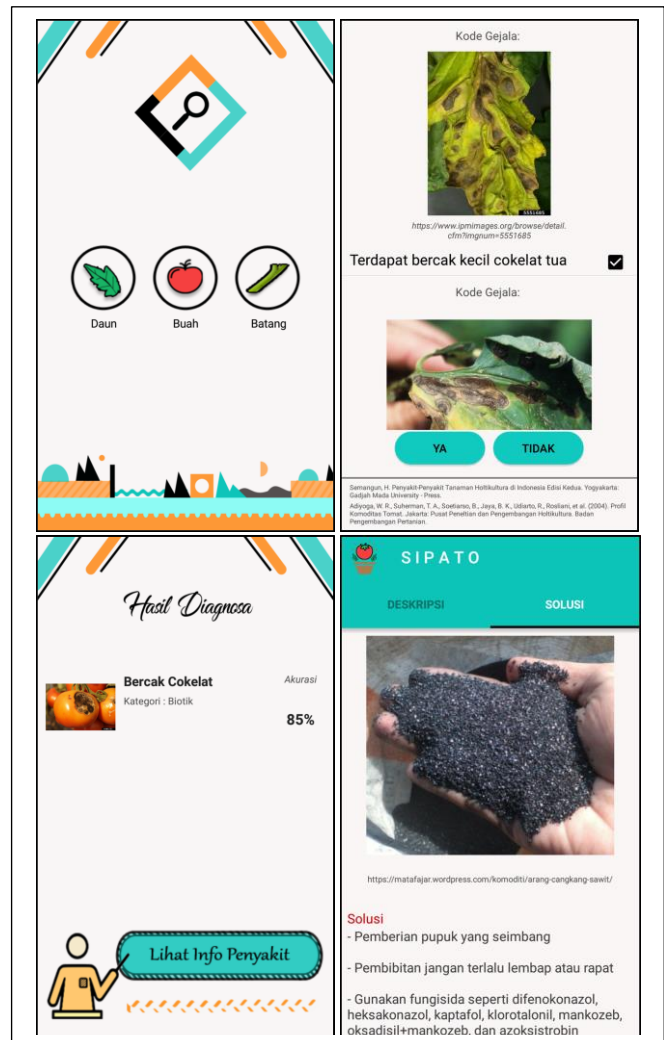 Daun
Buah
Batang
Kode Gejala:
5551685
https://www.ipmimages.org/browse/detail.
cfm?imgnum=5551685
Terdapat bercak kecil cokelat tua
Kode Gejala:
YA
TIDAK
Semangun, H. Penyakit-Penyakit Tanaman Holtikultura di Indonesia Edisi Kedua. Yogyakarta:
Gadjah Mada University - Press.
Adiyoga, W. R., Suherman, T. A., Soetiarso, B., Jaya, B. K., Udiarto, R., Rosliani, et al. (2004). Profil
Komoditas Tomat. Jakarta: Pusat Peneltian dan Pengembangan Holtikultura. Badan
Pengembangan Pertanian.
Hasil Diagnosa
Bercak Cokelat
Akurasi
Kategori : Biotik
85%
Lihat Info Penyakit
SIPATO
DESKRIPSI
SOLUSI
https://matafajar.wordpress.com/komoditi/arang-cangkang-sawit/
Solusi
- Pemberian pupuk yang seimbang
- Pembibitan jangan terlalu lembap atau rapat
- Gunakan fungisida seperti difenokonazol,
heksakonazol, kaptafol, klorotalonil, mankozeb,
oksadisil+mankozeb, dan azoksistrobin